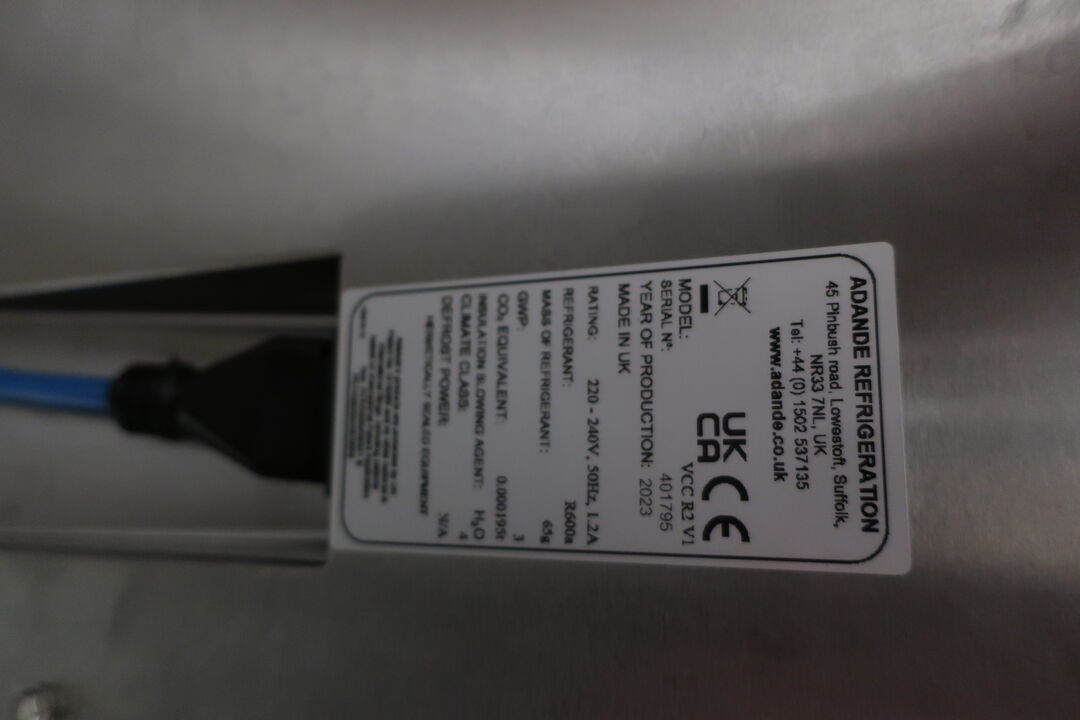 ADANDE REFRIGERATION
45 Pinbush road, Lowestoft, Suffolk,
NR33 7NL, UK
Tel: +44 (0) 1502 537135
www.adande.co.uk
UK
CA CE
MODEL: VCC R2 V1
SERIAL Nº: 401795
YEAR OF PRODUCTION: 2023
MADE IN UK
RATING: 220 - 240V, 50Hz, 1.2A
REFRIGERANT: R600a
MASS OF REFRIGERANT: 65g
GWP: 3
CO₂ EQUIVALENT: 0.000195t
INSULATION BLOWING AGENT: H₂O
CLIMATE CLASS: 4
DEFROST POWER: N/A
HERMETICALLY SEALED EQUIPMENT